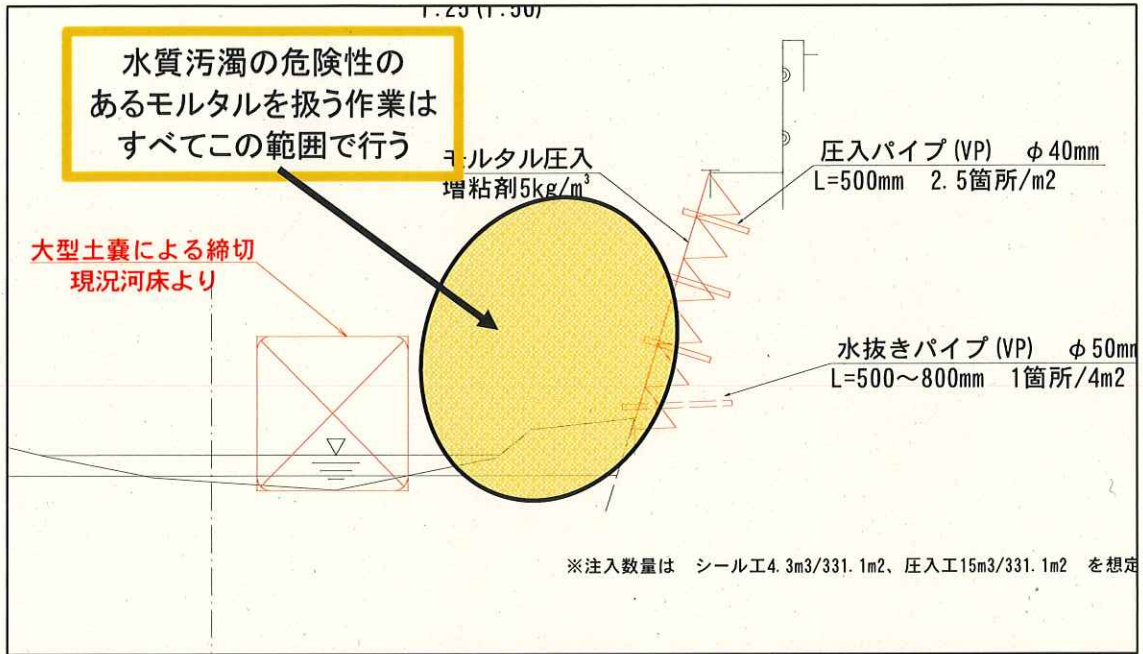 1:25 (1:50)
水質汚濁の危険性の
あるモルタルを扱う作業は
すべてこの範囲で行う
モルタル圧入
増粘剤5kg/m³
圧入パイプ(VP) φ40mm
L=500mm 2.5箇所/m2
大型土嚢による締切
現況河床より
水抜きパイプ(VP) φ50mm
L=500～800mm 1箇所/4m2
※注入数量は シール工4.3m3/331.1m2、圧入工15m3/331.1m2 を想定